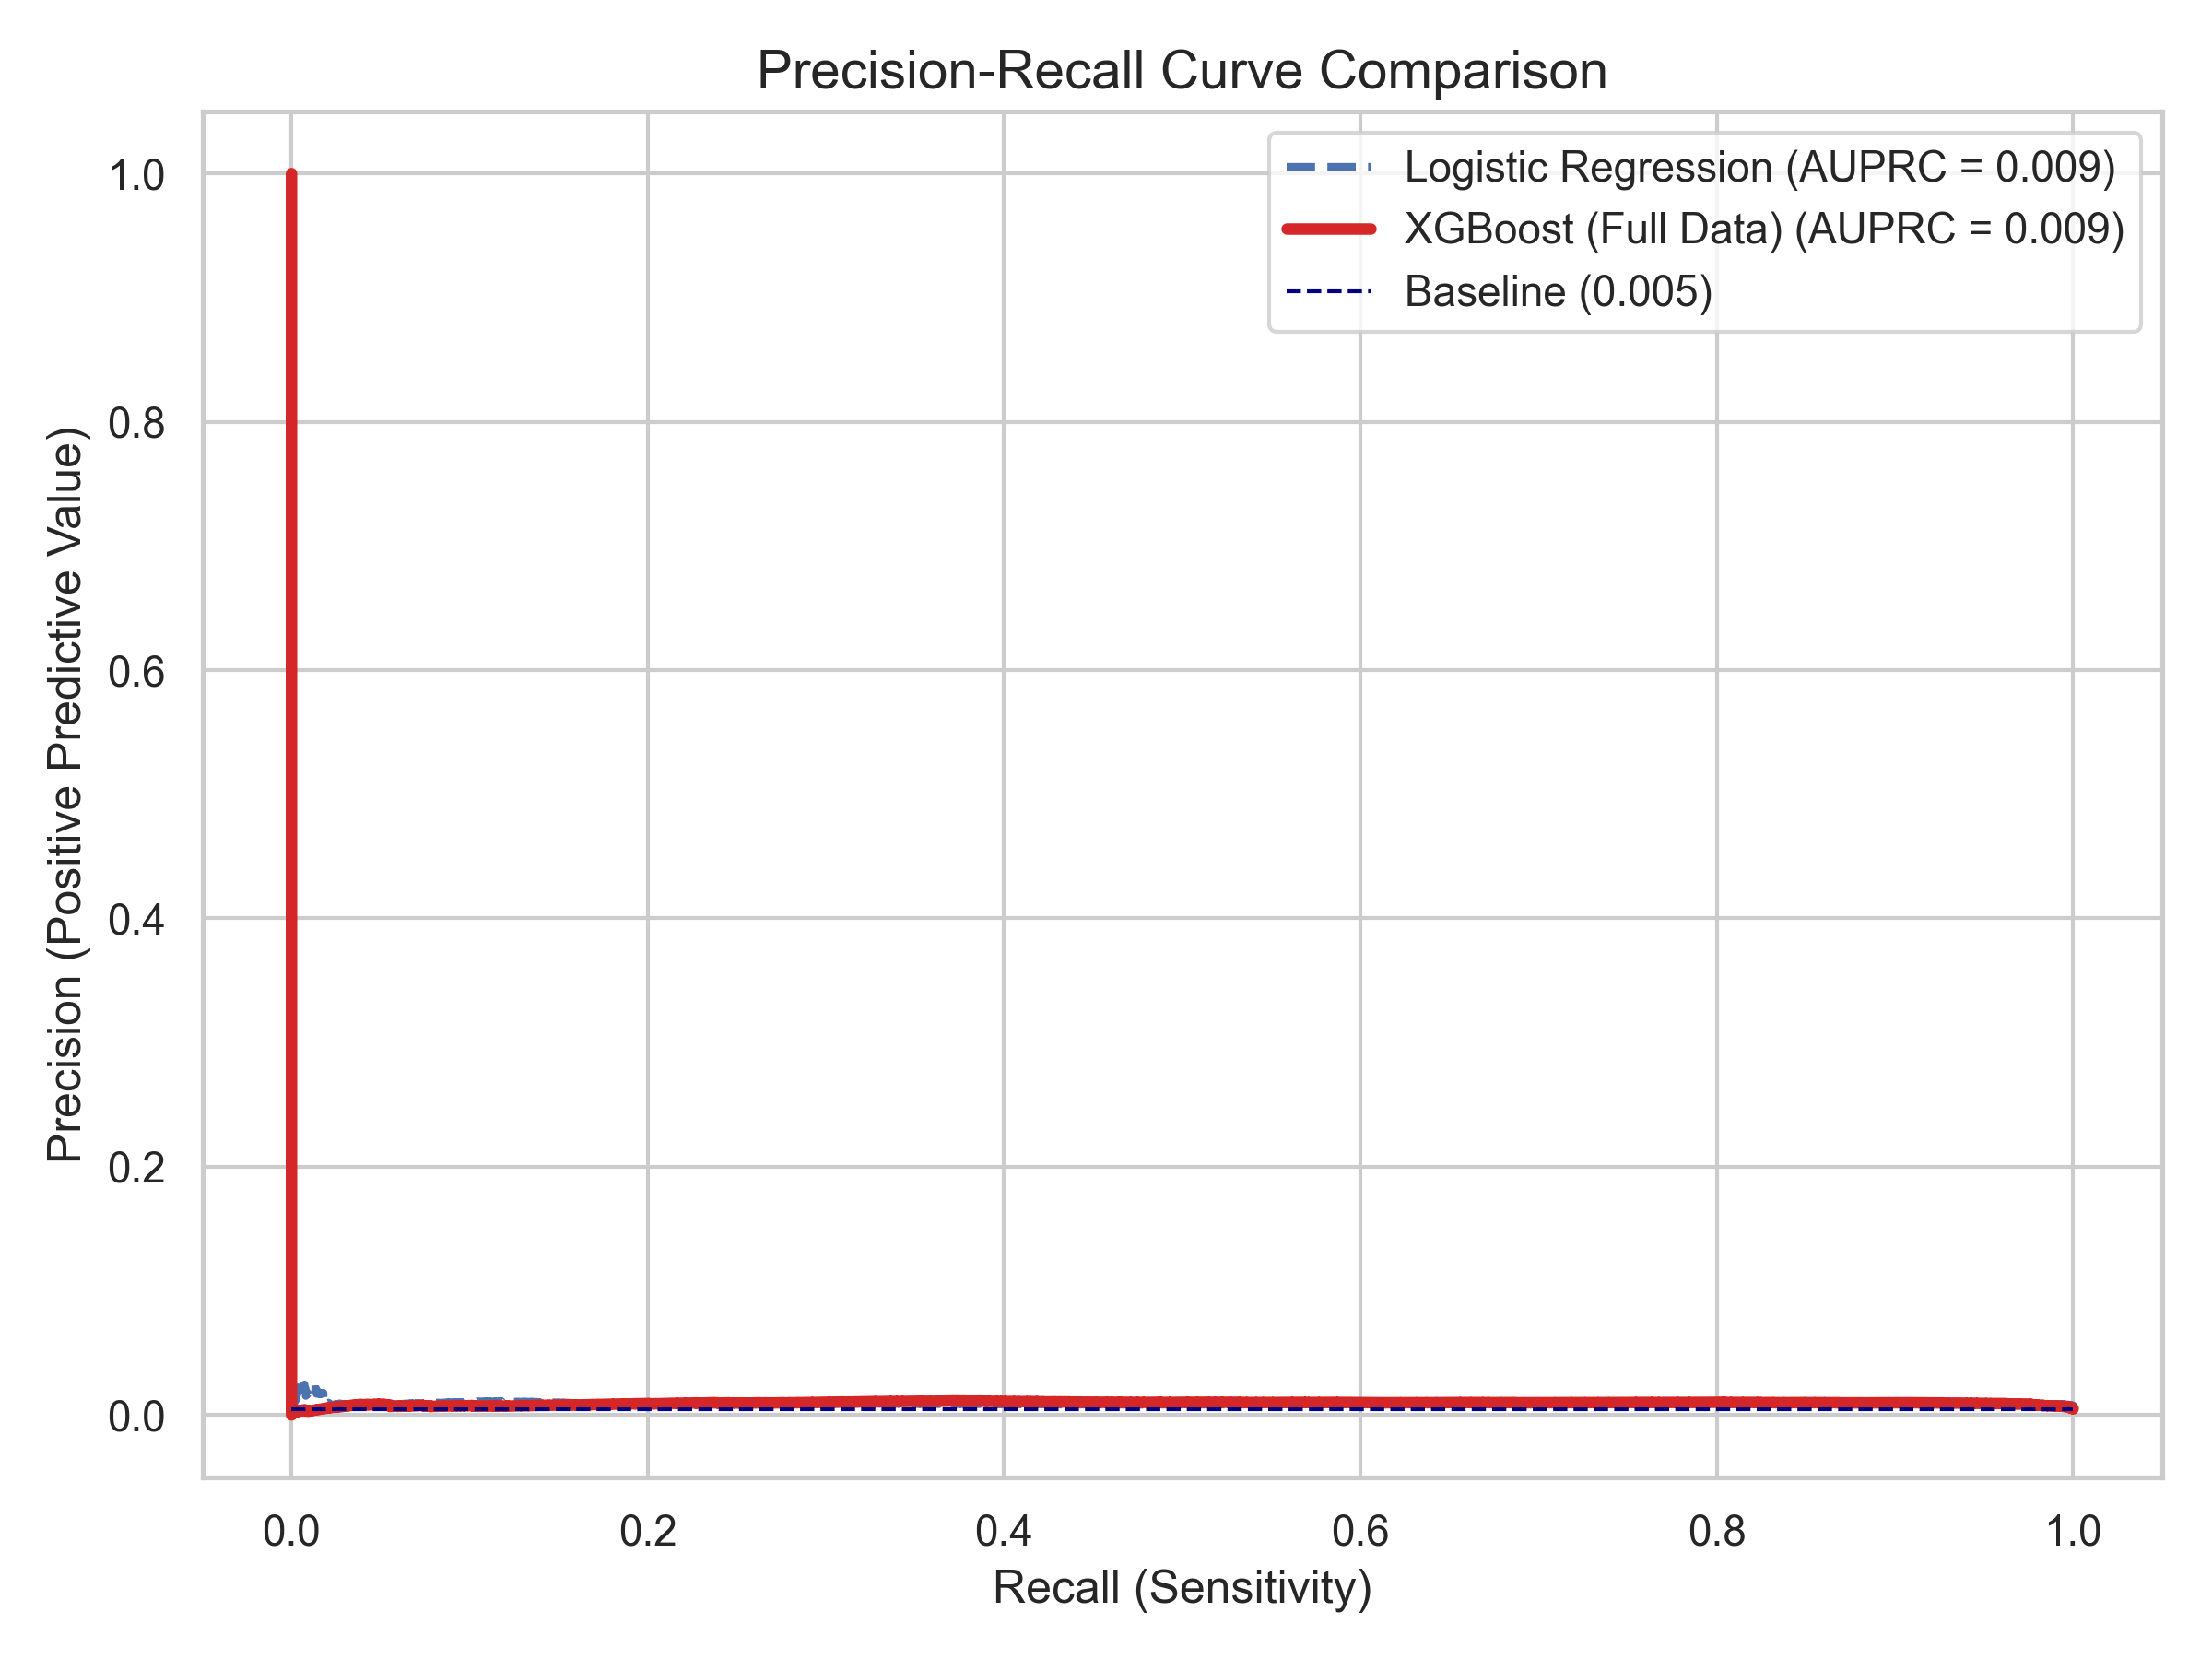 Precision-Recall Curve Comparison
Logistic Regression (AUPRC = 0.009)
XGBoost (Full Data) (AUPRC = 0.009)
Baseline (0.005)
Precision (Positive Predictive Value)
1.0
0.8
0.6
0.4
0.2
0.0
0.0 0.2 0.4 0.6 0.8 1.0
Recall (Sensitivity)